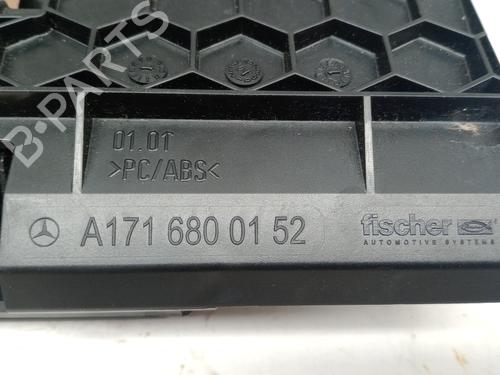 B-PARTS
01.01
>PC/ABS<
A171 680 01 52
fischer
AUTOMOTIVE SYSTEMS